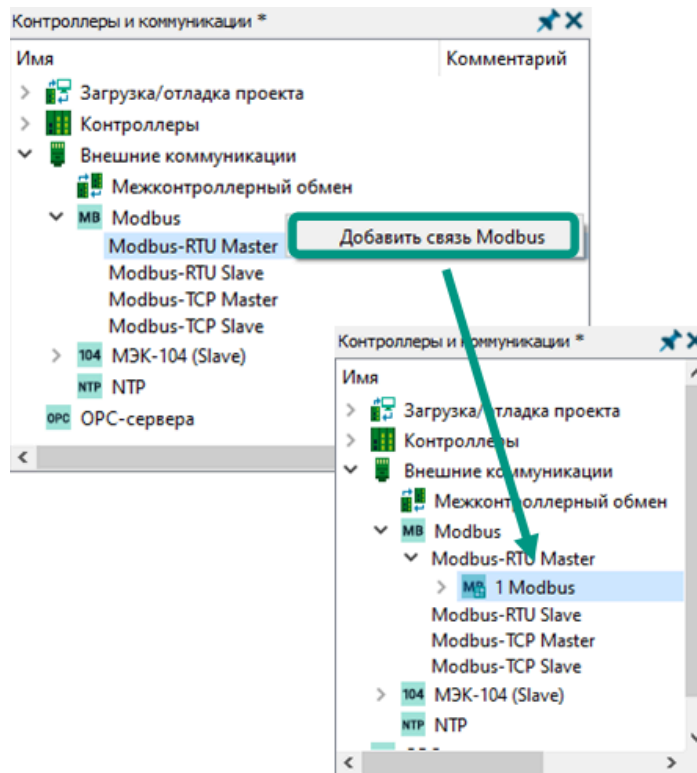 Контроллеры и коммуникации *
Имя Комментарий
Загрузка/отладка проекта
Контроллеры
Внешние коммуникации
Межконтроллерный обмен
MB Modbus
Modbus-RTU Master
Добавить связь Modbus
Modbus-RTU Slave
Modbus-TCP Master
Modbus-TCP Slave
104 МЭК-104 (Slave)
NTP NTP
OPC OPC-сервера
Контроллеры и коммуникации *
Имя
Загрузка/отладка проекта
Контроллеры
Внешние коммуникации
Межконтроллерный обмен
MB Modbus
Modbus-RTU Master
MB 1 Modbus
Modbus-RTU Slave
Modbus-TCP Master
Modbus-TCP Slave
104 МЭК-104 (Slave)
NTP NTP